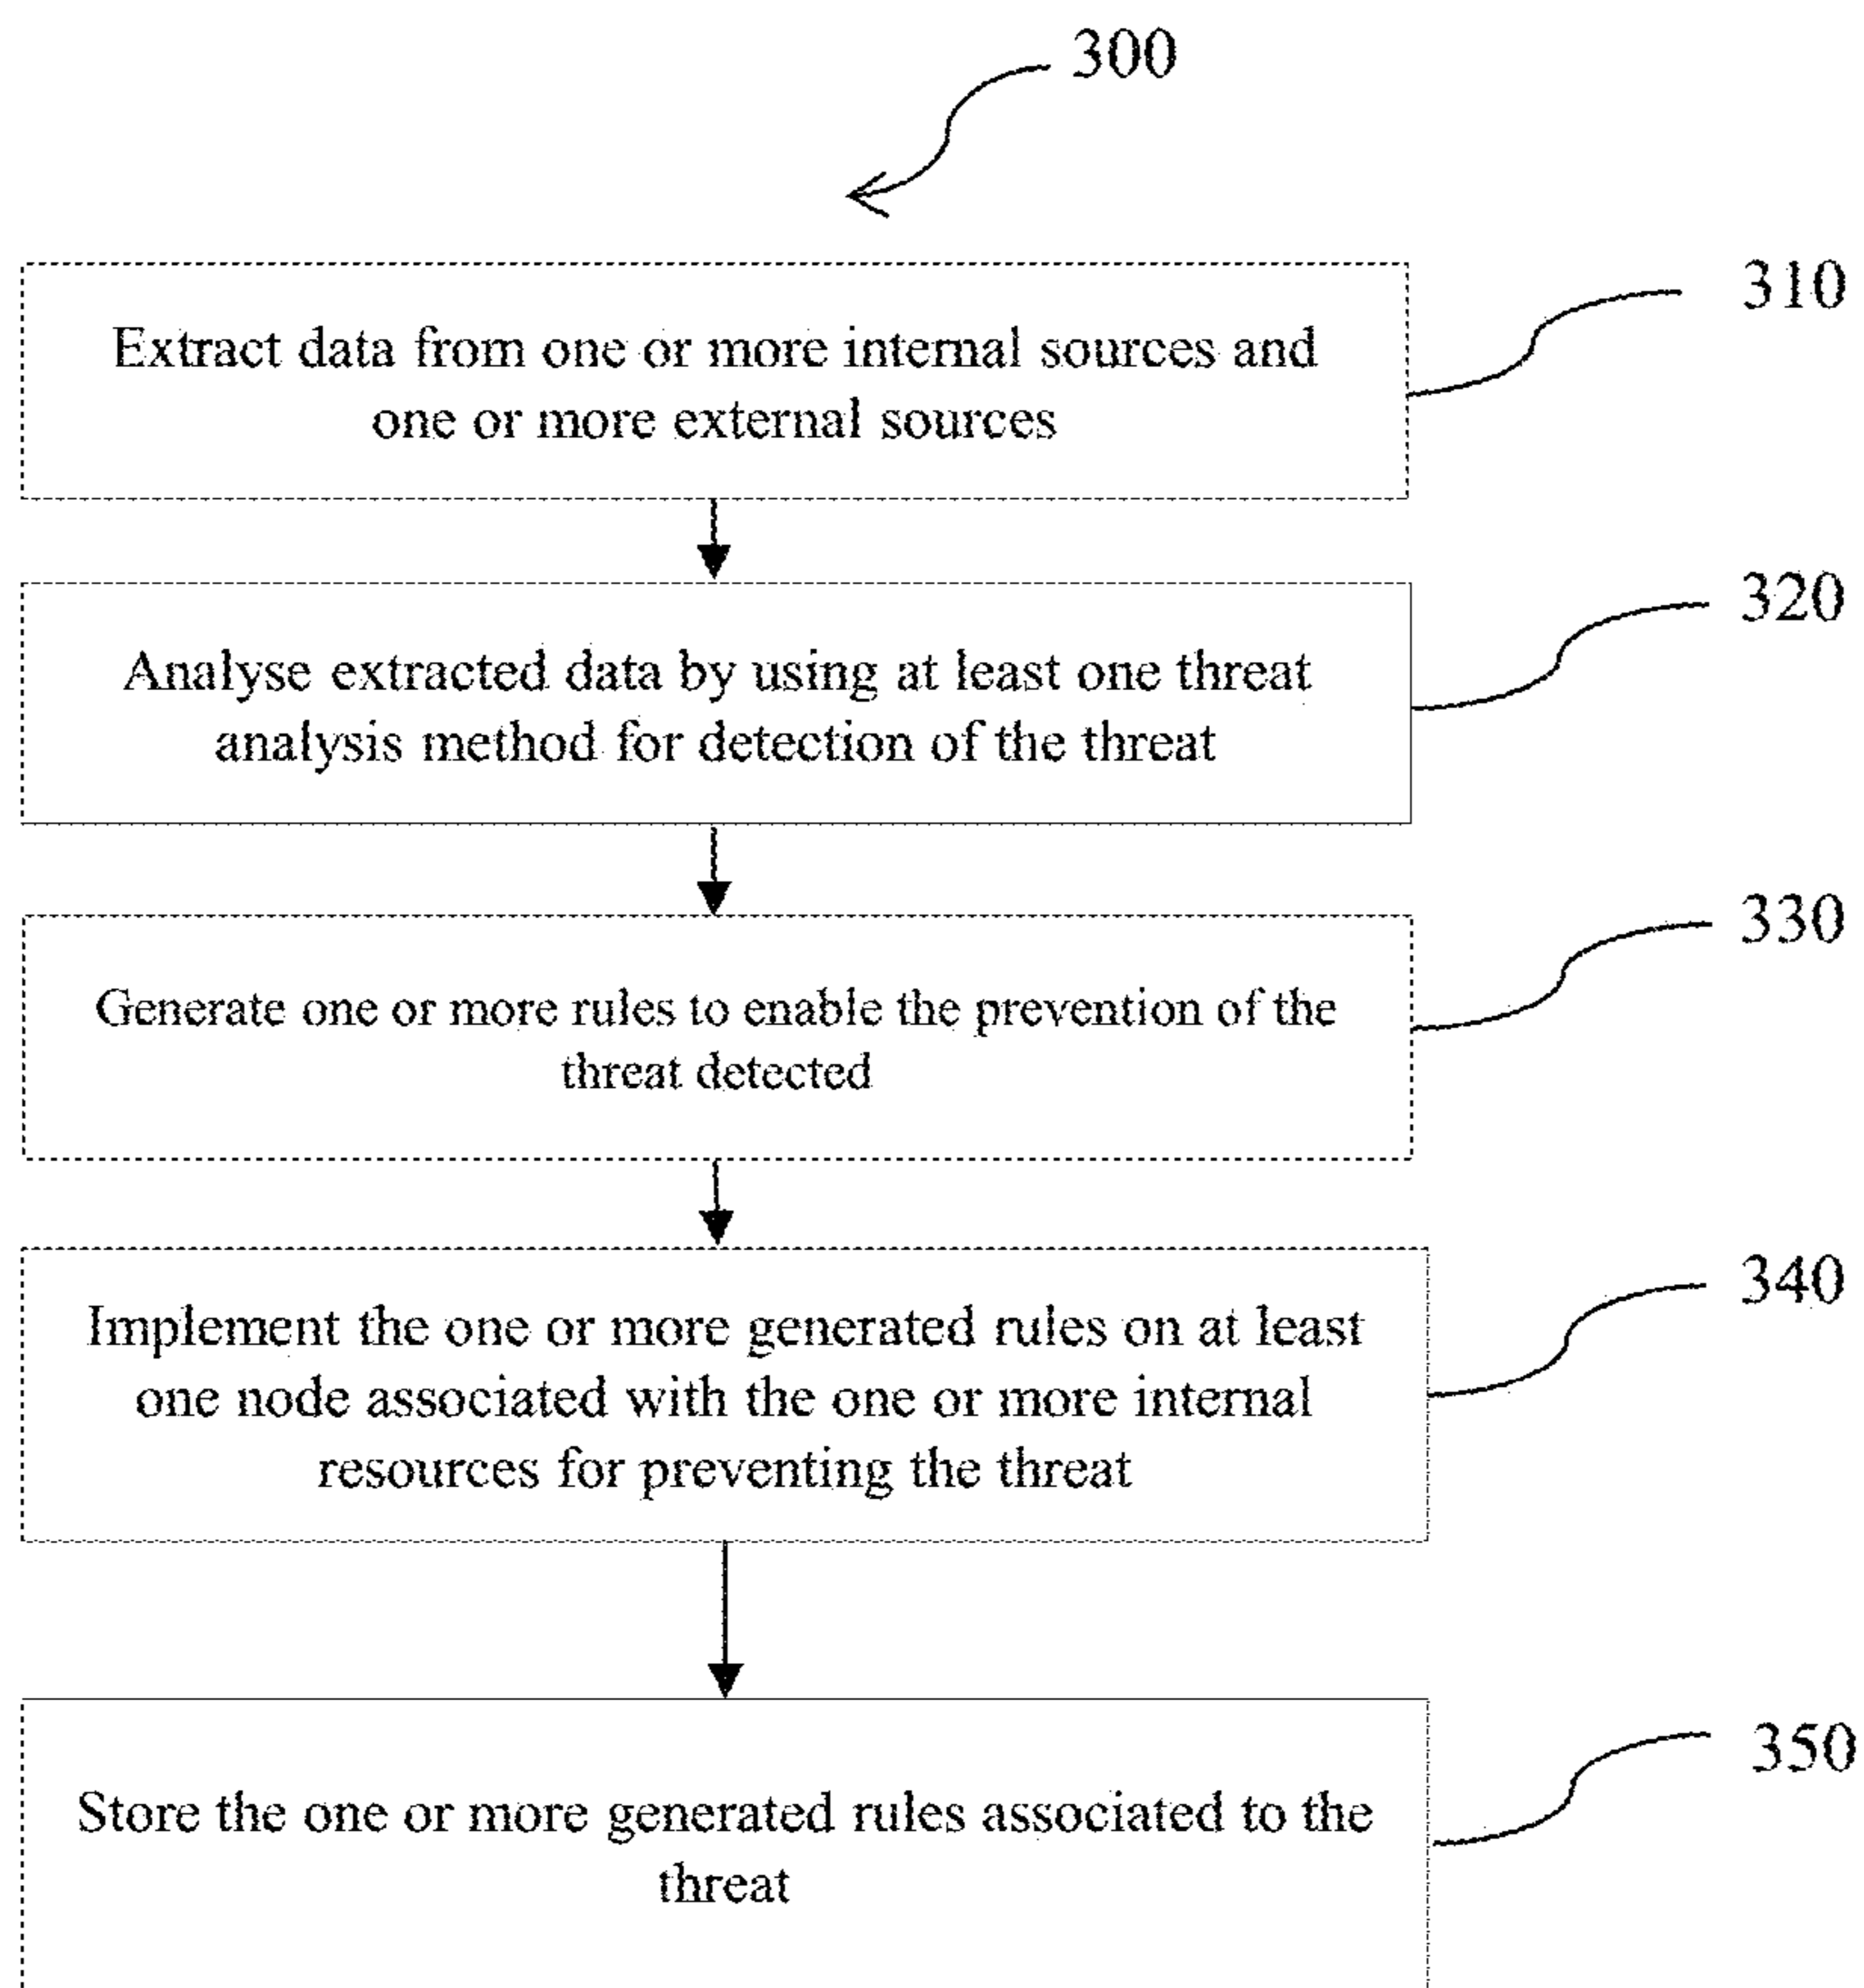 300
310
Extract data from one or more internal sources and
one or more external sources
320
Analyse extracted data by using at least one threat
analysis method for detection of the threat
330
Generate one or more rules to enable the prevention of the
threat detected
340
Implement the one or more generated rules on at least
one node associated with the one or more internal
resources for preventing the threat
350
Store the one or more generated rules associated to the
threat